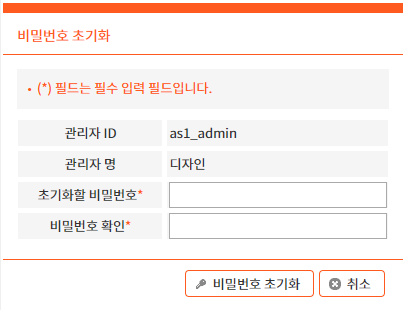 비밀번호 초기화
• (*) 필드는 필수 입력 필드입니다.
관리자 ID as1_admin
관리자 명 디자인
초기화할 비밀번호*
비밀번호 확인*
비밀번호 초기화 취소